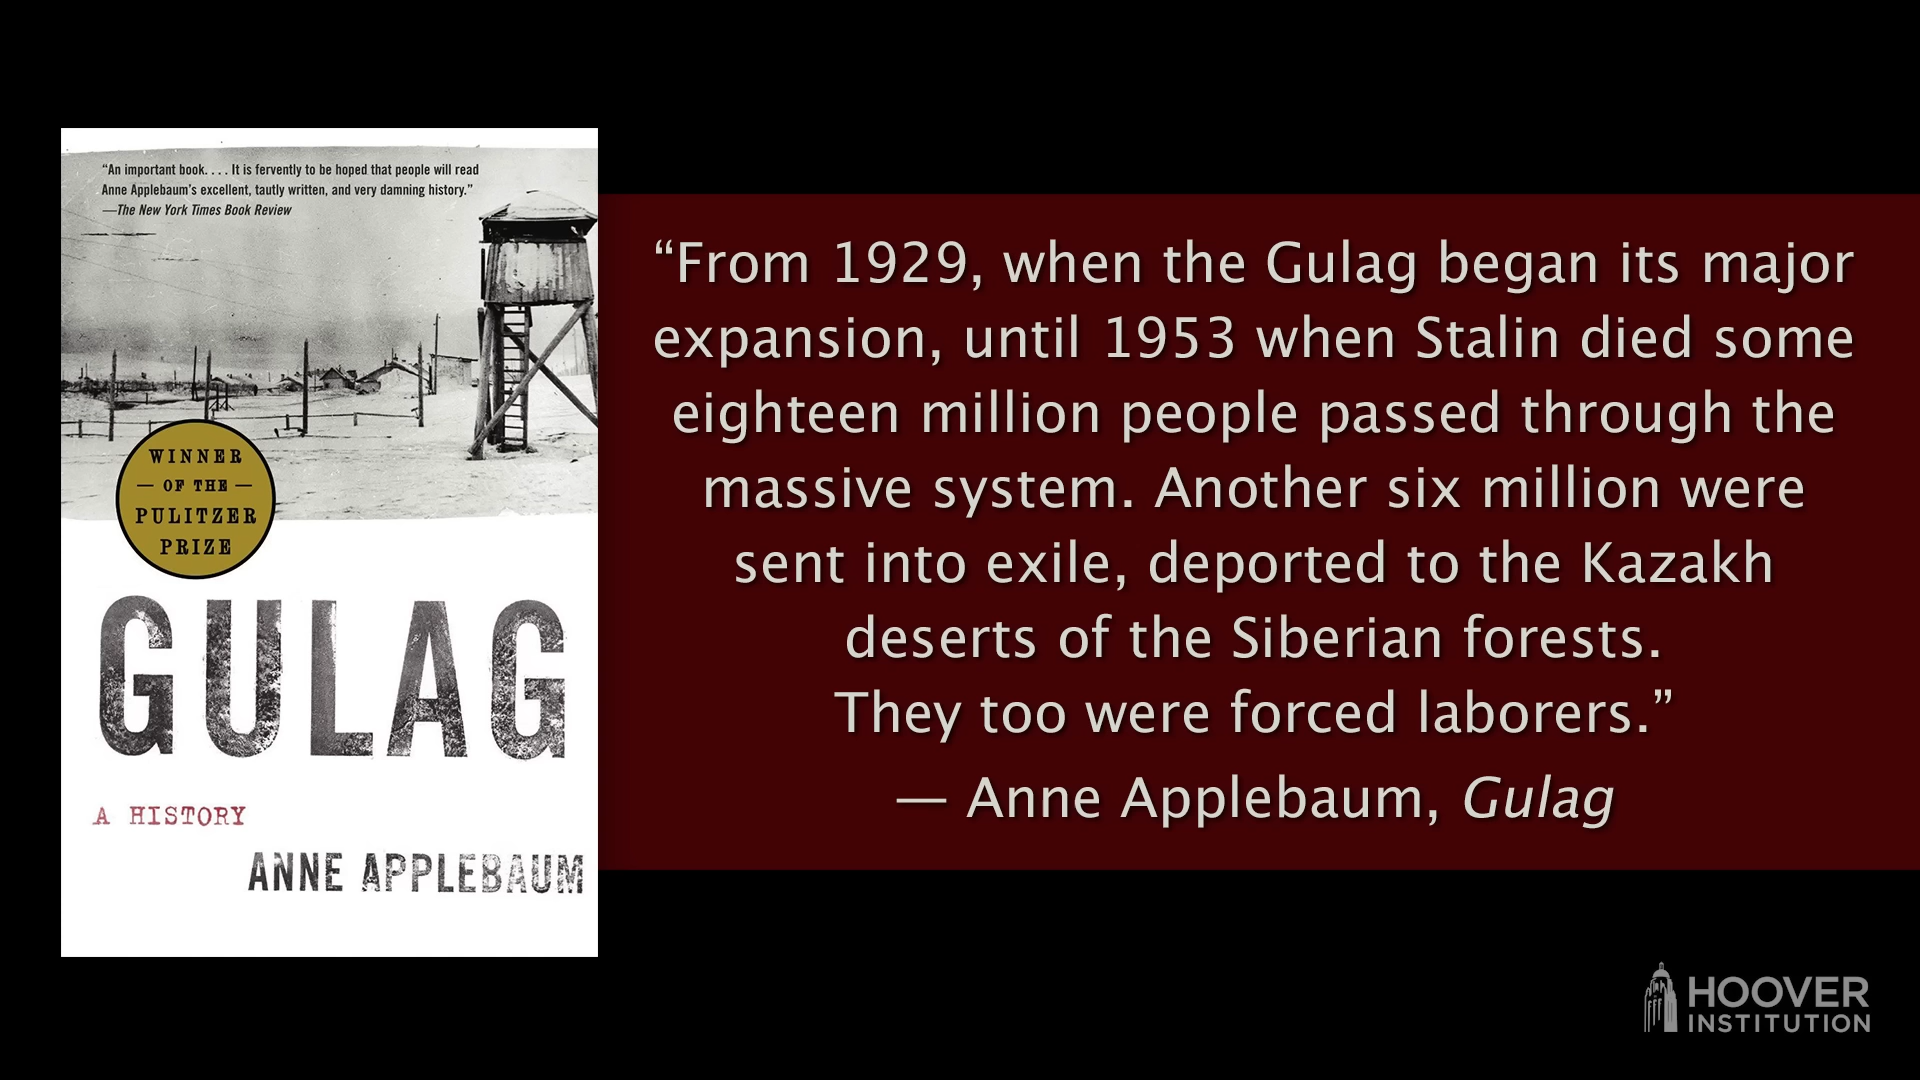 “An important book. . . . It is fervently to be hoped that people will read
Anne Applebaum’s excellent, tautly written, and very damning history.”
—The New York Times Book Review
WINNER
— OF THE —
PULITZER
PRIZE
GULAG
A HISTORY
ANNE APPLEBAUM
“From 1929, when the Gulag began its major
expansion, until 1953 when Stalin died some
eighteen million people passed through the
massive system. Another six million were
sent into exile, deported to the Kazakh
deserts of the Siberian forests.
They too were forced laborers.”
— Anne Applebaum, Gulag
HOOVER
INSTITUTION